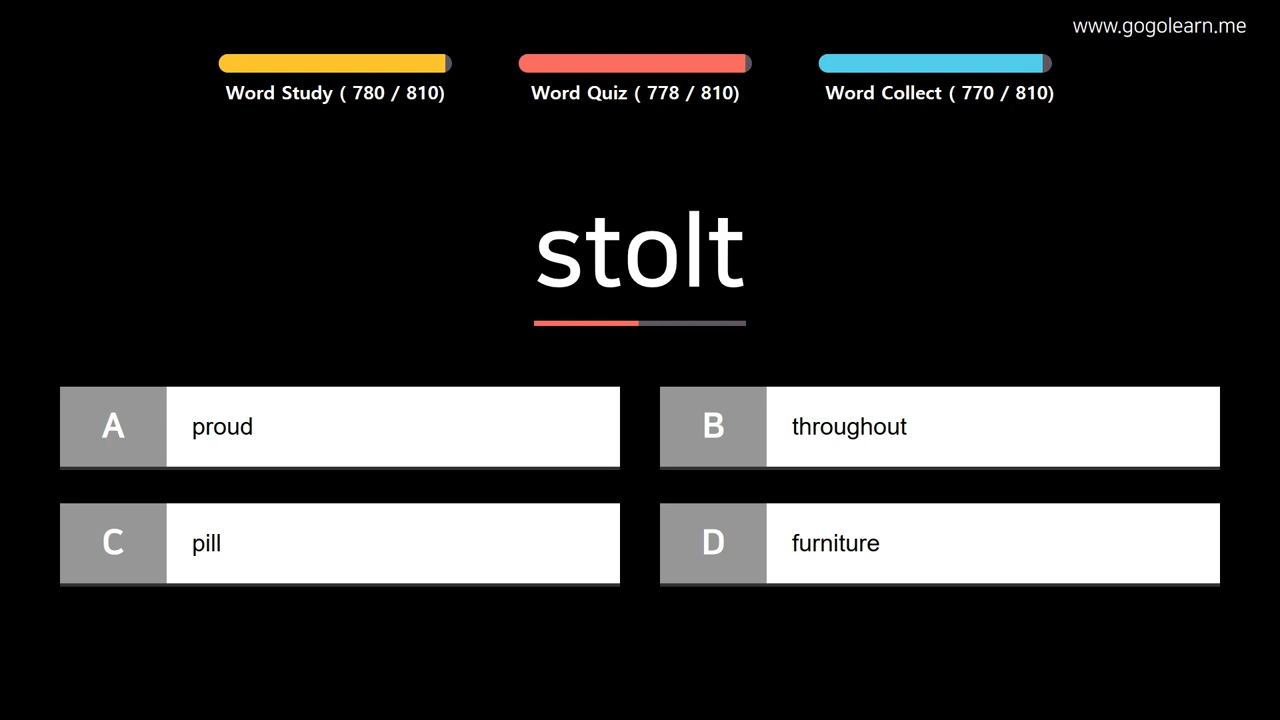 www.gogolearn.me
Word Study ( 780 / 810)
Word Quiz ( 778 / 810)
Word Collect ( 770 / 810)
stolt
A proud
B throughout
C pill
D furniture